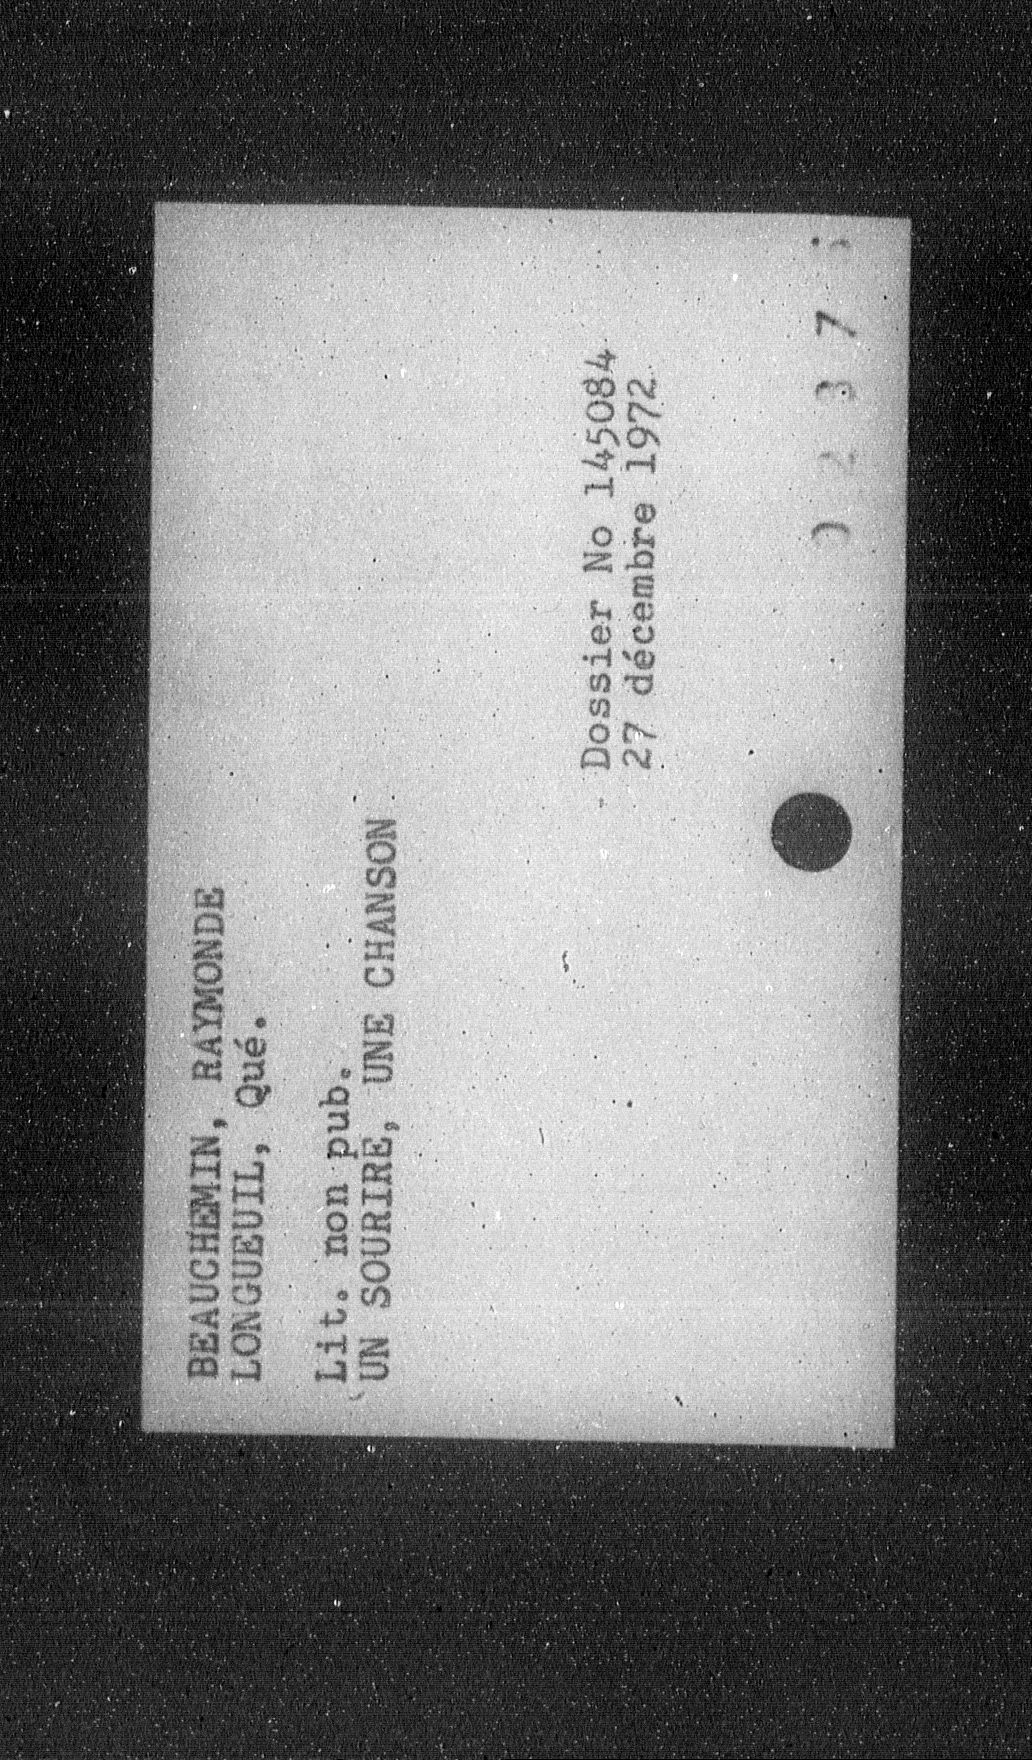 BEAUCHEMIN, RAYMONDE
LONGUEUIL, Qué.
Lit. non pub.
UN SOURIRE, UNE CHANSON
Dossier No 145084
27 décembre 1972